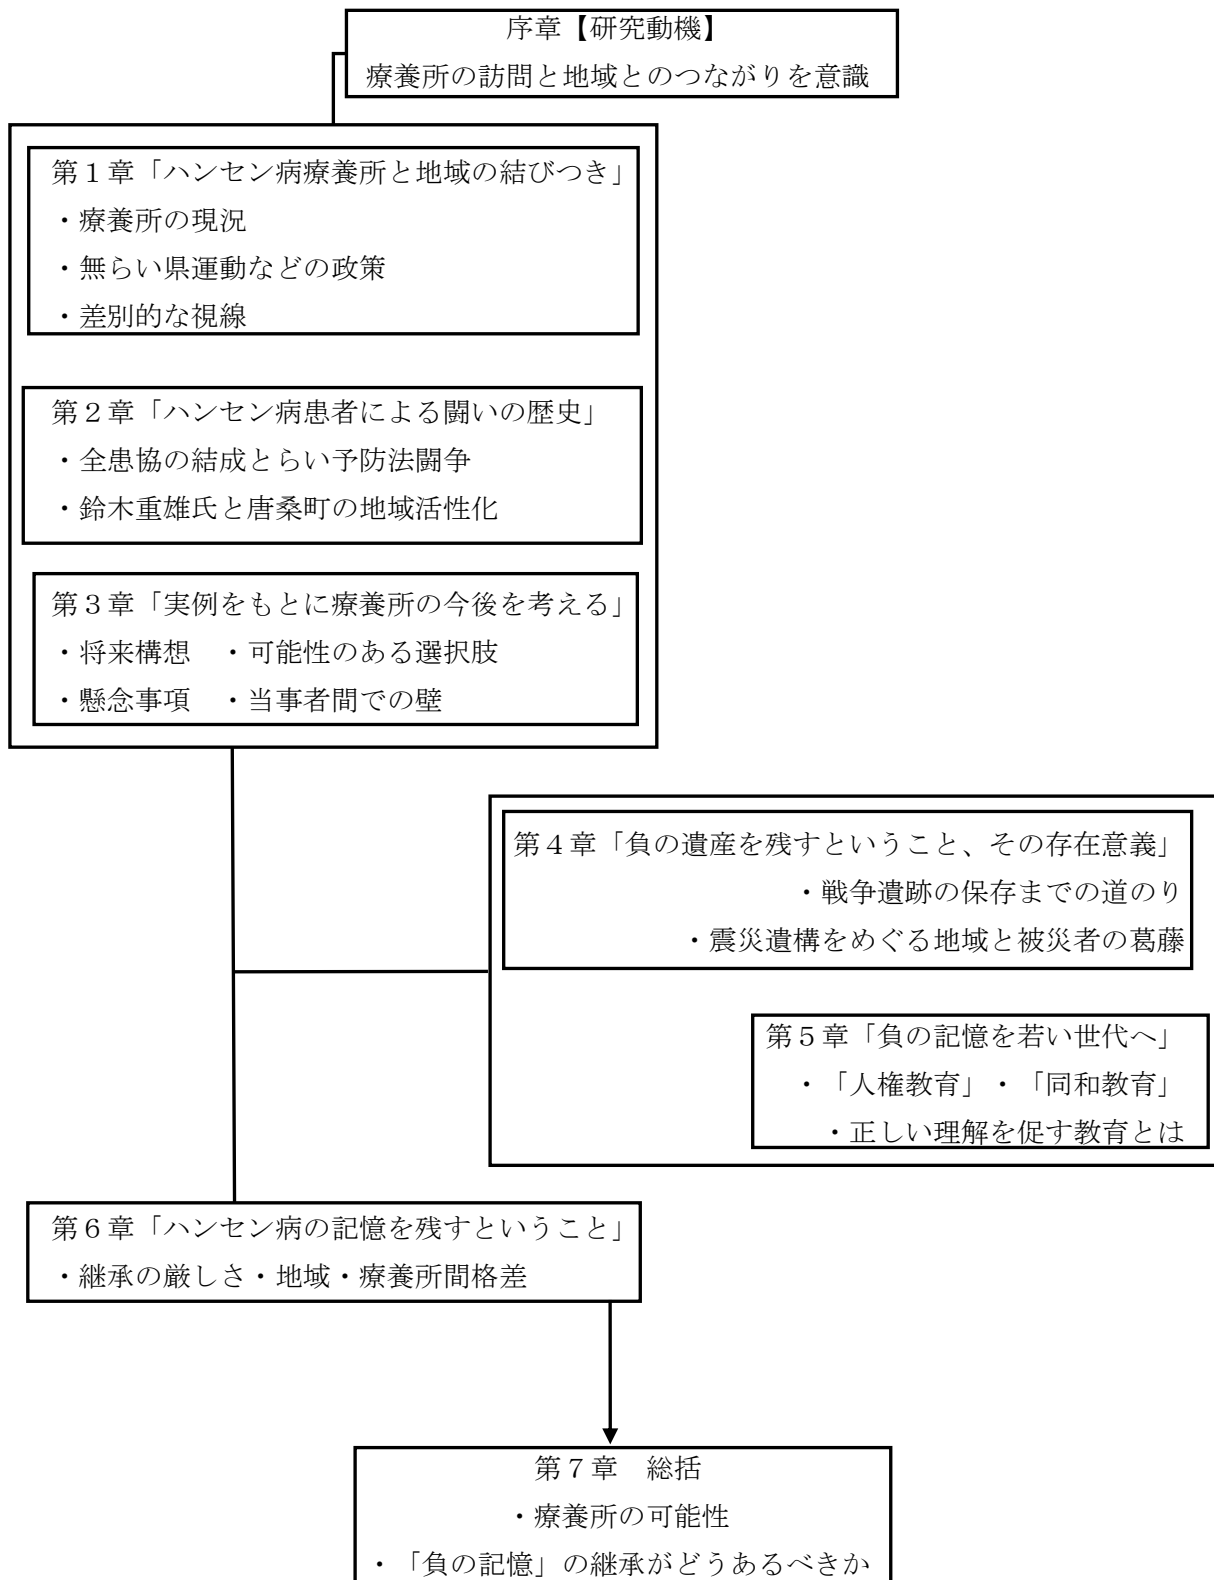 序章【研究動機】
療養所の訪問と地域とのつながりを意識
第１章「ハンセン病療養所と地域の結びつき」
・療養所の現況
・無らい県運動などの政策
・差別的な視線
第２章「ハンセン病患者による闘いの歴史」
・全患協の結成とらい予防法闘争
・鈴木重雄氏と唐桑町の地域活性化
第３章「実例をもとに療養所の今後を考える」
・将来構想　・可能性のある選択肢
・懸念事項　・当事者間での壁
第４章「負の遺産を残すということ、その存在意義」
・戦争遺跡の保存までの道のり
・震災遺構をめぐる地域と被災者の葛藤
第５章「負の記憶を若い世代へ」
・「人権教育」・「同和教育」
・正しい理解を促す教育とは
第６章「ハンセン病の記憶を残すということ」
・継承の厳しさ・地域・療養所間格差
第７章　総括
・療養所の可能性
・「負の記憶」の継承がどうあるべきか